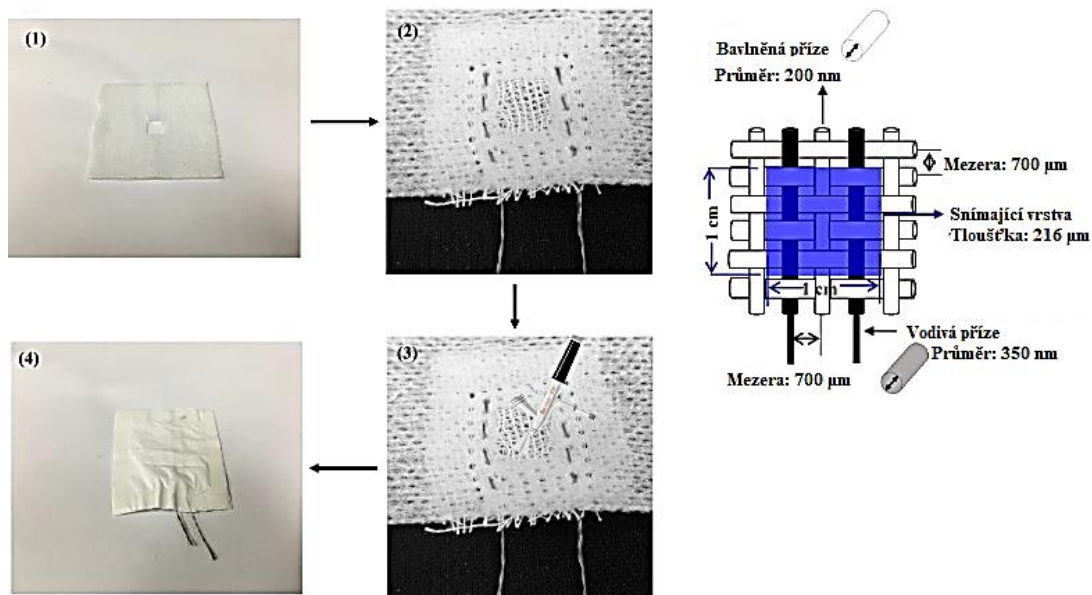 (1)
(2)
(3)
(4)
Bavlněná příze
Průměr: 200 nm
Mezera: 700 µm
Snímající vrstva
Tloušťka: 216 µm
1 cm
1 cm
Vodivá příze
Průměr: 350 nm
Mezera: 700 µm